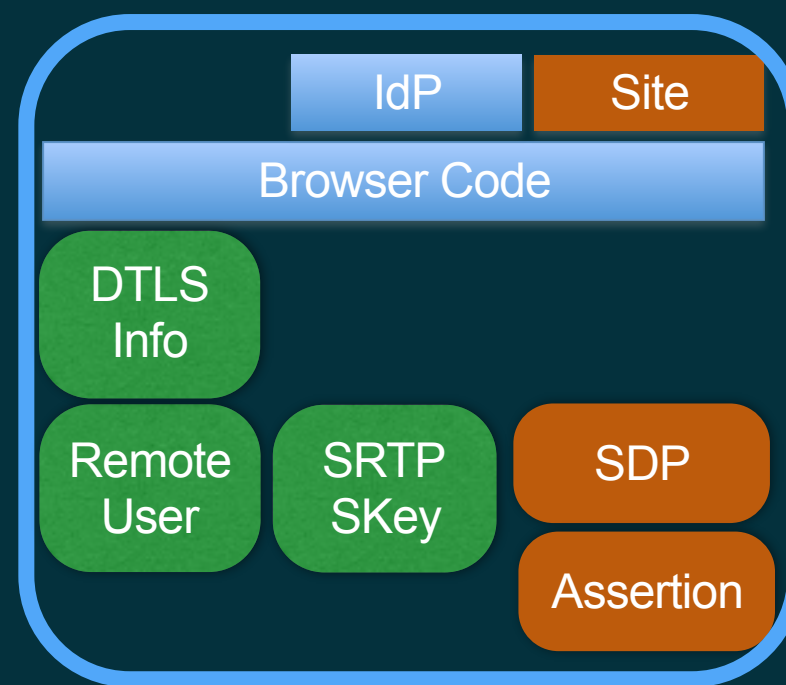 IdP
Site
Browser Code
DTLS
Info
Remote
User
SRTP
SKey
SDP
Assertion